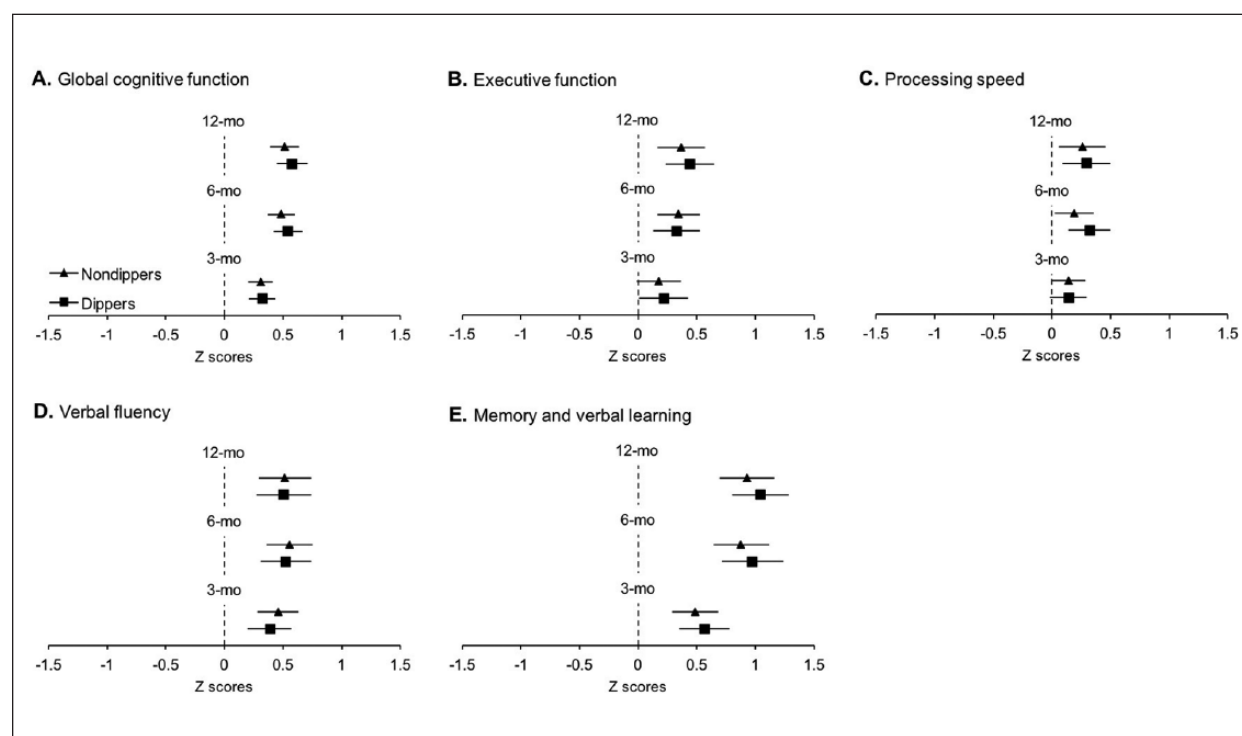 A. Global cognitive function
12-mo
6-mo
3-mo
Nondippers
Dippers
-1.5 -1 -0.5 0 0.5 1 1.5
Z scores
B. Executive function
12-mo
6-mo
3-mo
-1.5 -1 -0.5 0 0.5 1 1.5
Z scores
C. Processing speed
12-mo
6-mo
3-mo
-1.5 -1 -0.5 0 0.5 1 1.5
Z scores
D. Verbal fluency
12-mo
6-mo
3-mo
-1.5 -1 -0.5 0 0.5 1 1.5
Z scores
E. Memory and verbal learning
12-mo
6-mo
3-mo
-1.5 -1 -0.5 0 0.5 1 1.5
Z scores